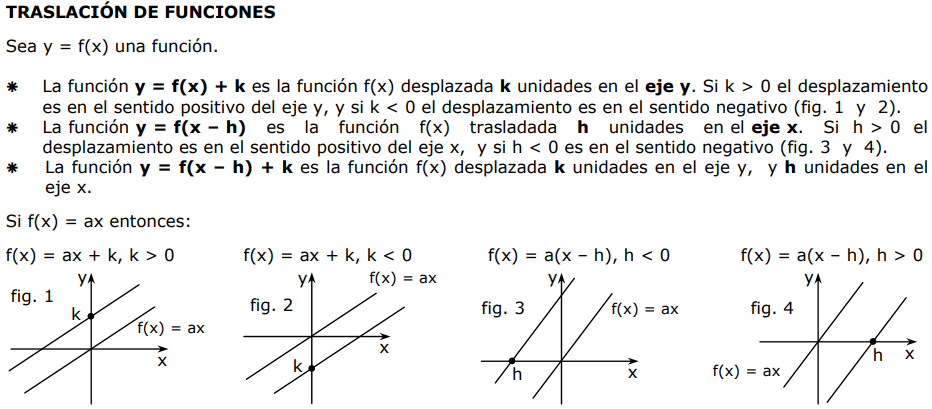 TRASLACIÓN DE FUNCIONES
Sea y = f(x) una función.
* La función y = f(x) + k es la función f(x) desplazada k unidades en el eje y. Si k > 0 el desplazamiento
es en el sentido positivo del eje y, y si k < 0 el desplazamiento es en el sentido negativo (fig. 1 y 2).
* La función y = f(x – h) es la función f(x) trasladada h unidades en el eje x. Si h > 0 el
desplazamiento es en el sentido positivo del eje x, y si h < 0 es en el sentido negativo (fig. 3 y 4).
* La función y = f(x – h) + k es la función f(x) desplazada k unidades en el eje y, y h unidades en el
eje x.
Si f(x) = ax entonces:
f(x) = ax + k, k > 0
y
fig. 1
k
f(x) = ax
x
f(x) = ax + k, k < 0
y
f(x) = ax
fig. 2
x
k
f(x) = a(x – h), h < 0
y
fig. 3
f(x) = ax
h
x
f(x) = a(x – h), h > 0
y
fig. 4
h
x
f(x) = ax